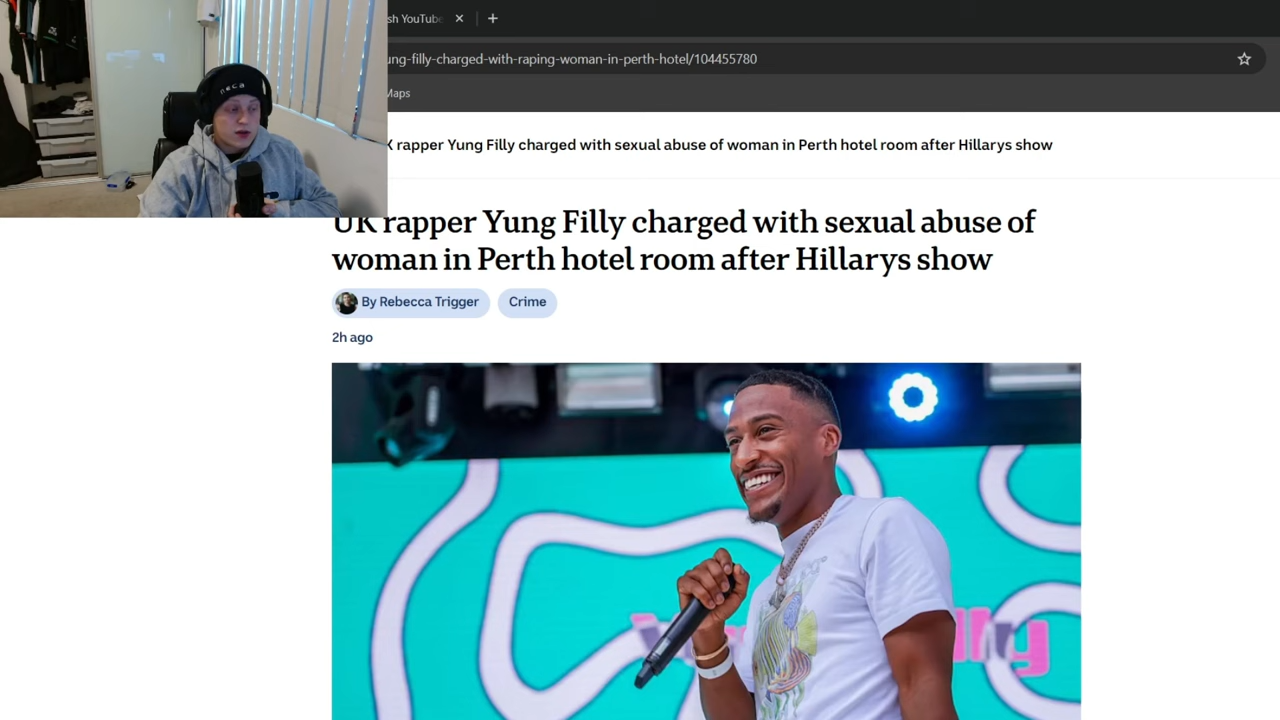 sh YouTube
ung-filly-charged-with-raping-woman-in-perth-hotel/104455780
Maps
neca
rapper Yung Filly charged with sexual abuse of woman in Perth hotel room after Hillarys show
UK rapper Yung Filly charged with sexual abuse of
woman in Perth hotel room after Hillarys show
By Rebecca Trigger
Crime
2h ago